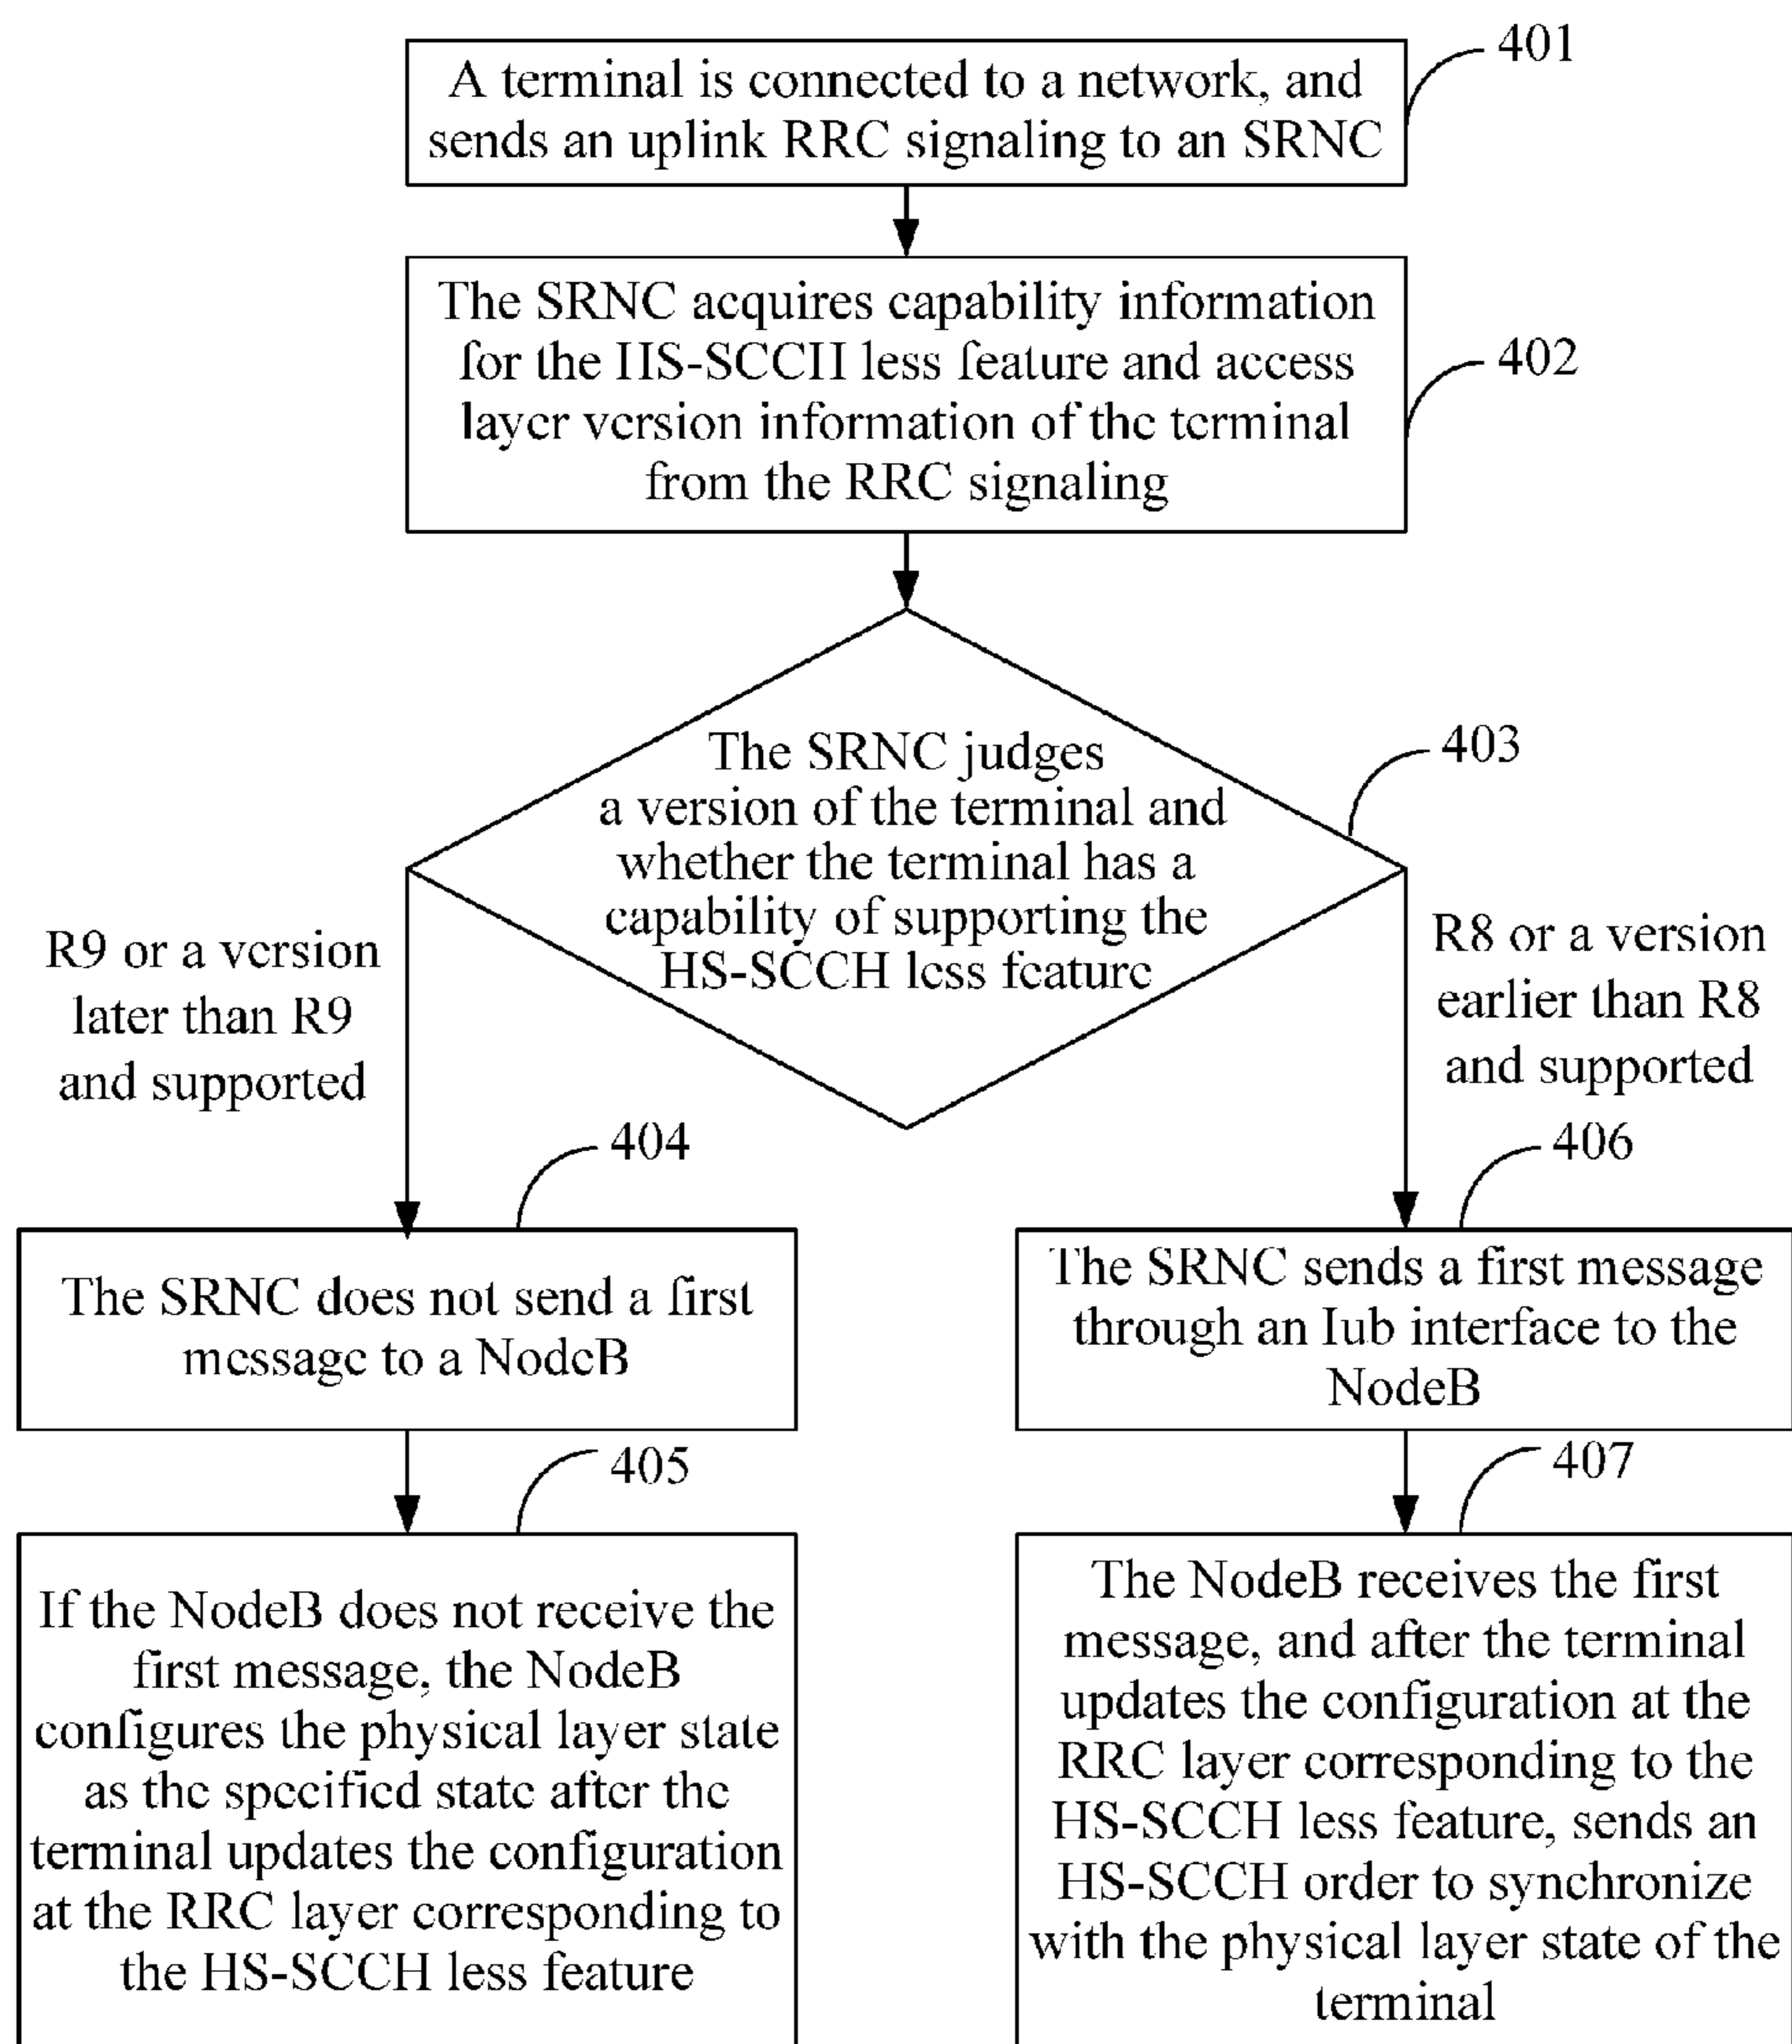 A terminal is connected to a network, and
sends an uplink RRC signaling to an SRNC
401
The SRNC acquires capability information
for the HS-SCCH less feature and access
layer version information of the terminal
from the RRC signaling
402
The SRNC judges
a version of the terminal and
whether the terminal has a
capability of supporting the
HS-SCCH less feature
403
R9 or a version
later than R9
and supported
R8 or a version
earlier than R8
and supported
404
The SRNC does not send a first
message to a NodeB
405
If the NodeB does not receive the
first message, the NodeB
configures the physical layer state
as the specified state after the
terminal updates the configuration
at the RRC layer corresponding to
the HS-SCCH less feature
406
The SRNC sends a first message
through an Iub interface to the
NodeB
407
The NodeB receives the first
message, and after the terminal
updates the configuration at the
RRC layer corresponding to the
HS-SCCH less feature, sends an
HS-SCCH order to synchronize
with the physical layer state of the
terminal